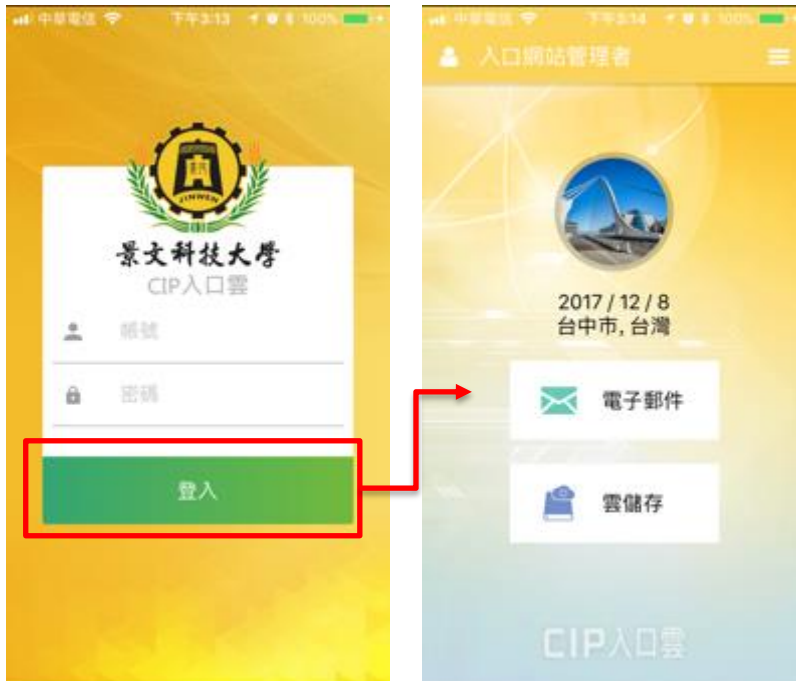 中華電信 下午3:13 100%
JINWEN
景文科技大學
CIP入口雲
帳號
密碼
登入
中華電信 下午3:14 100%
入口網站管理者
2017 / 12 / 8
台中市, 台灣
電子郵件
雲儲存
CIP入口雲